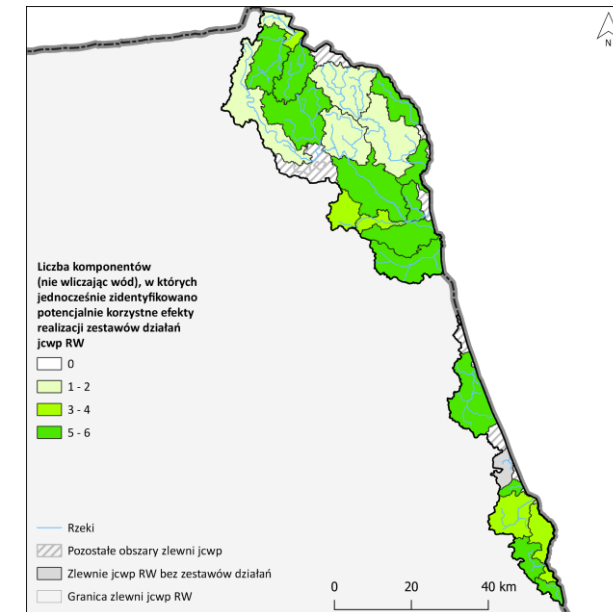 N
Liczba komponentów
(nie wliczając wód), w których
jednocześnie zidentyfikowano
potencjalnie korzystne efekty
realizacji zestawów działań
jcwp RW
0
1 - 2
3 - 4
5 - 6
Rzeki
Pozostałe obszary zlewni jcwp
Zlewnie jcwp RW bez zestawów działań
Granica zlewni jcwp RW
0 20 40 km